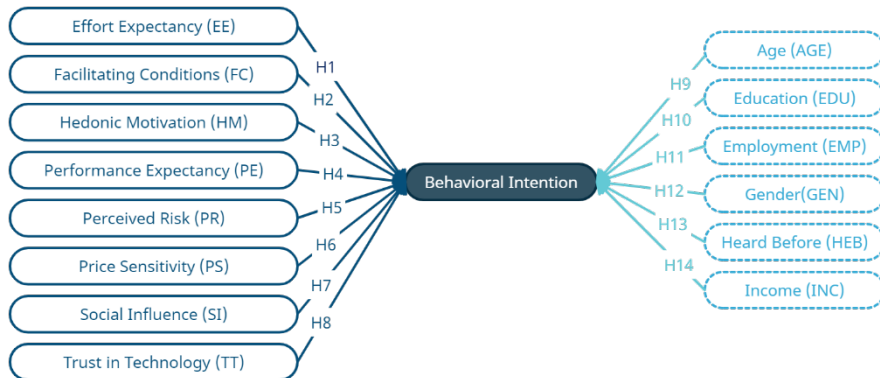 Effort Expectancy (EE)
Facilitating Conditions (FC)
Hedonic Motivation (HM)
Performance Expectancy (PE)
Perceived Risk (PR)
Price Sensitivity (PS)
Social Influence (SI)
Trust in Technology (TT)
H1
H2
H3
H4
H5
H6
H7
H8
Behavioral Intention
H9
H10
H11
H12
H13
H14
Age (AGE)
Education (EDU)
Employment (EMP)
Gender(GEN)
Heard Before (HEB)
Income (INC)